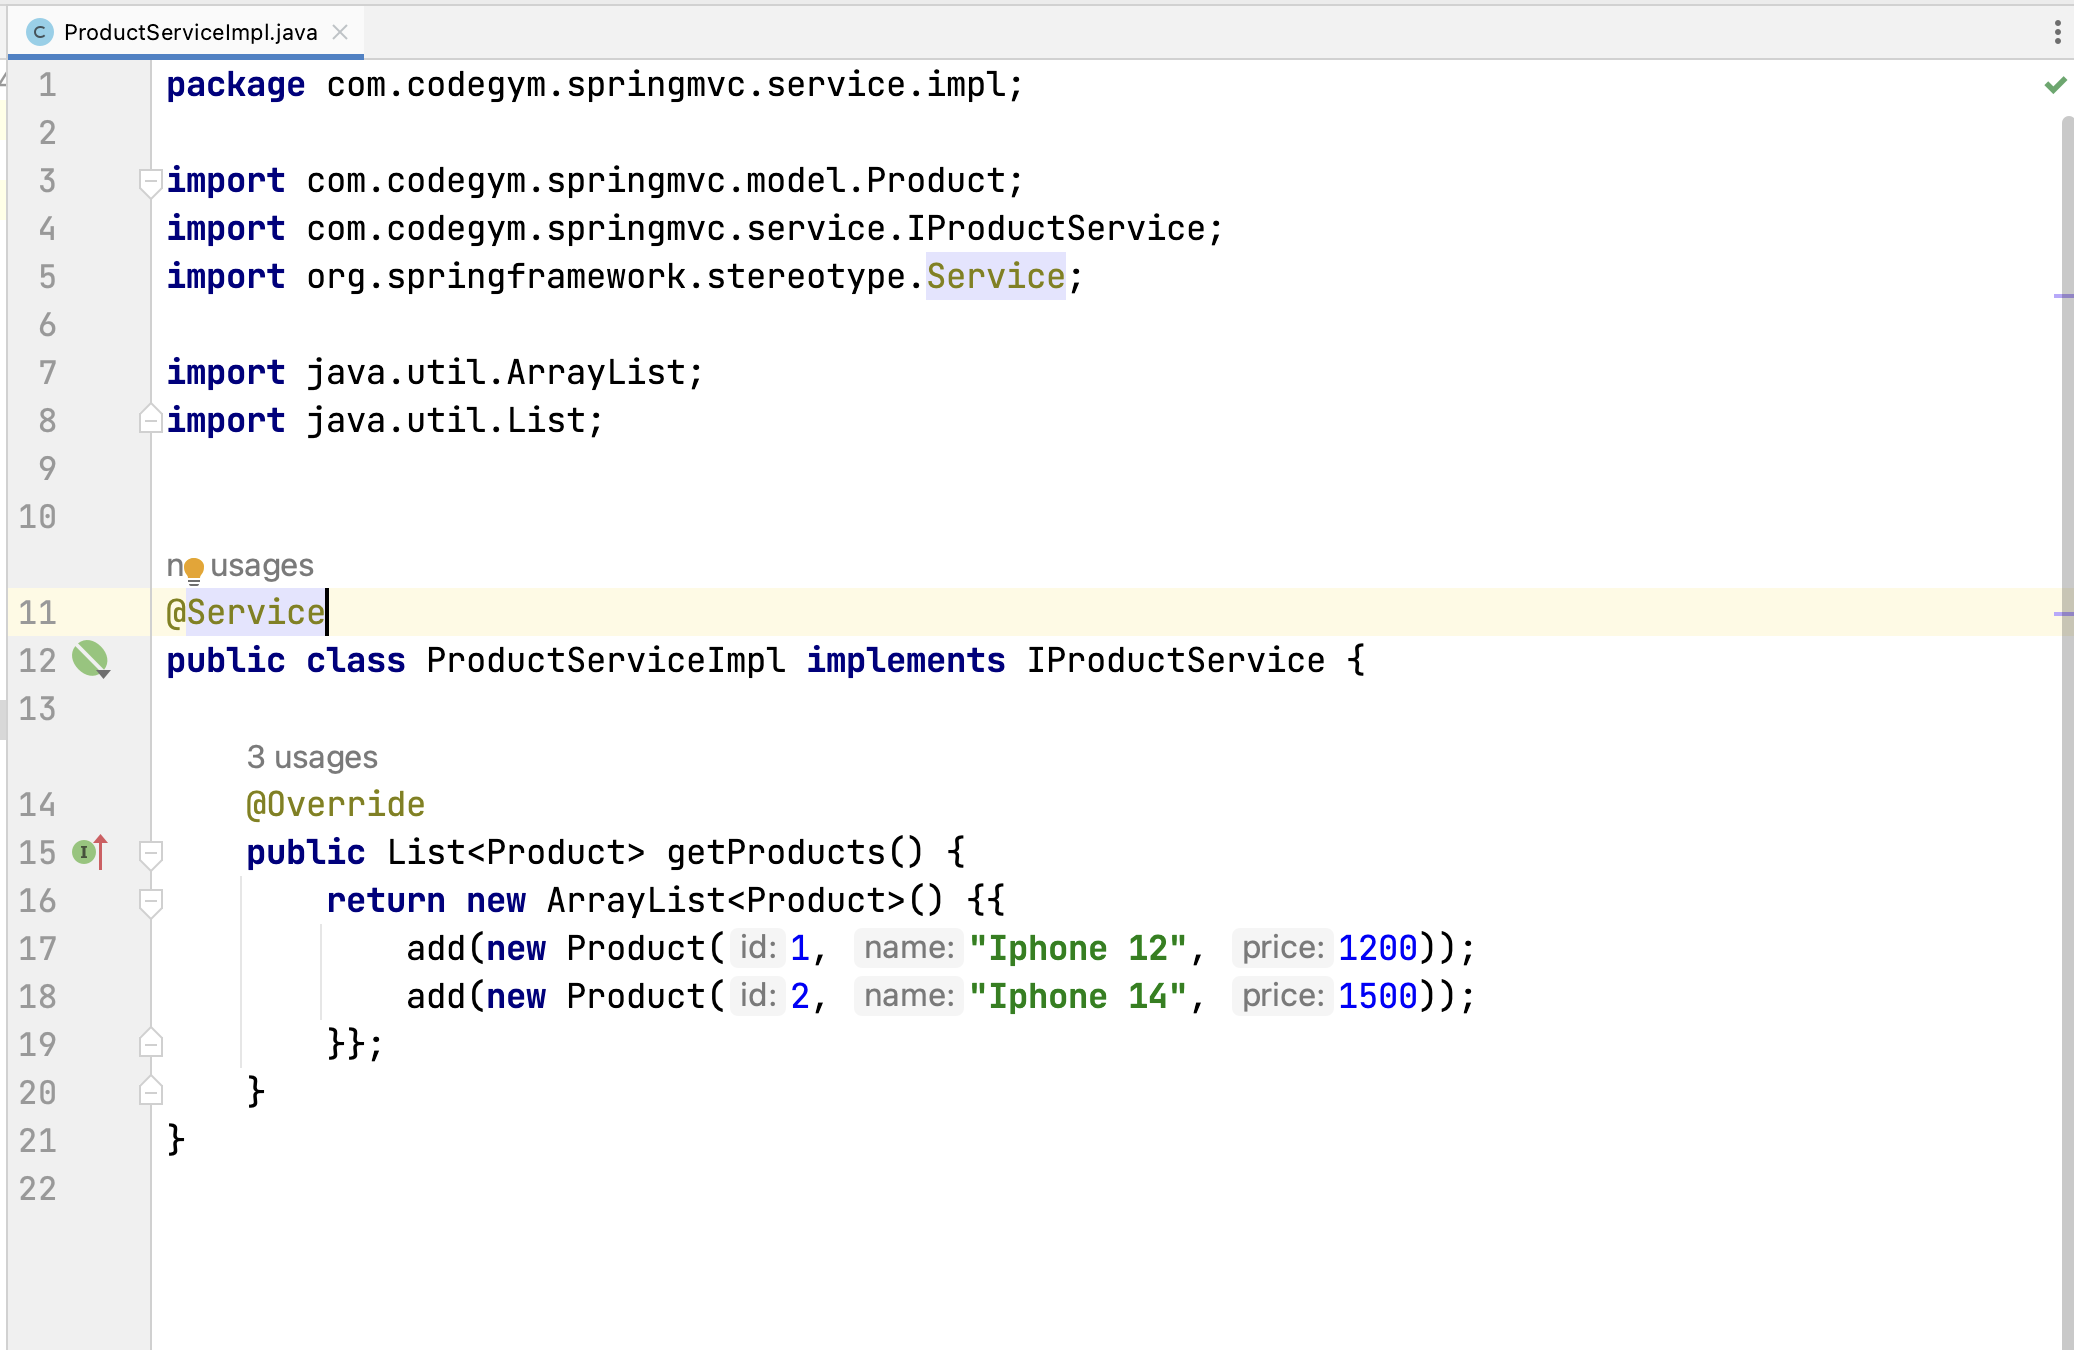 ProductServiceImpl.java
1 package com.codegym.springmvc.service.impl;
2
3 import com.codegym.springmvc.model.Product;
4 import com.codegym.springmvc.service.IProductService;
5 import org.springframework.stereotype.Service;
6
7 import java.util.ArrayList;
8 import java.util.List;
9
10
usages
11 @Service
12 public class ProductServiceImpl implements IProductService {
13
3 usages
14 @Override
15 public List<Product> getProducts() {
16 return new ArrayList<Product>() {{
17 add(new Product( id: 1, name: "Iphone 12", price: 1200));
18 add(new Product( id: 2, name: "Iphone 14", price: 1500));
19 }};
20 }
21 }
22